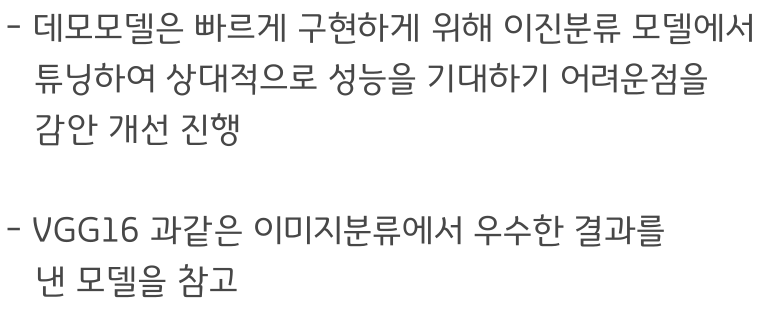 - 데모모델은 빠르게 구현하게 위해 이진분류 모델에서
튜닝하여 상대적으로 성능을 기대하기 어려운점을
감안 개선 진행
- VGG16 과같은 이미지분류에서 우수한 결과를
낸 모델을 참고